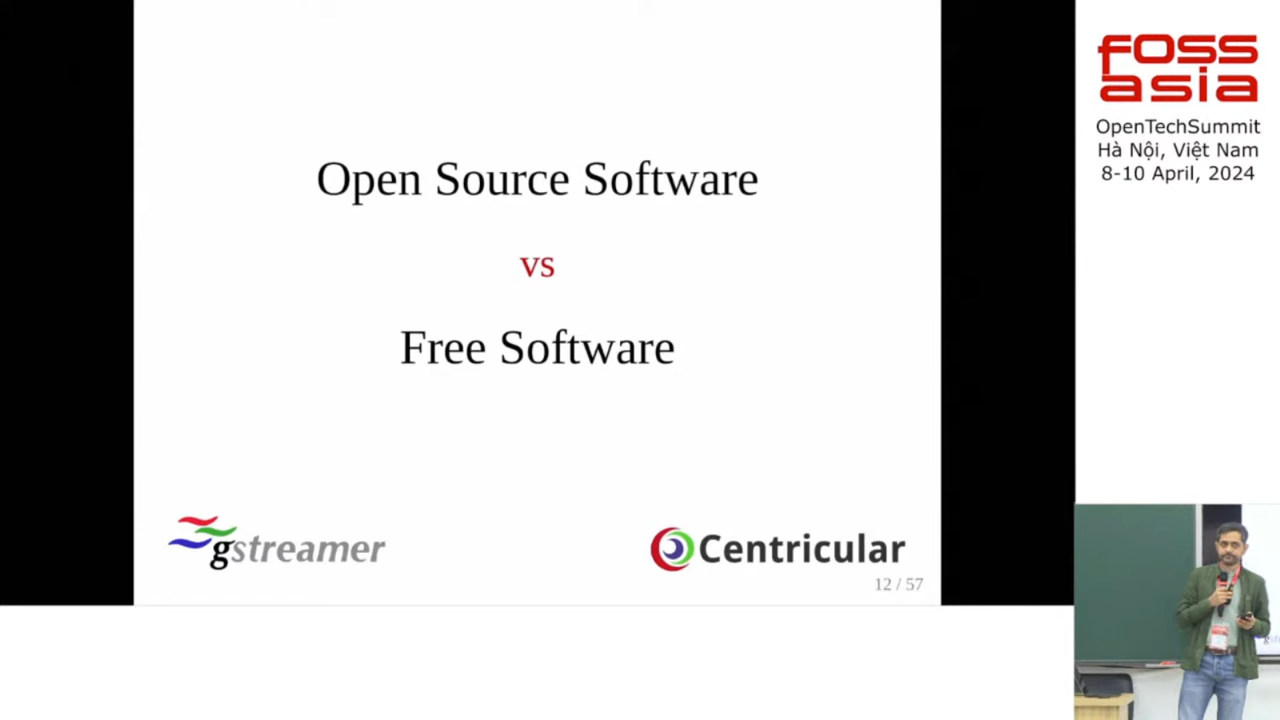 Open Source Software
vs
Free Software
gstreamer
Centricular
12 / 57
FOSS
asia
OpenTechSummit
Hà Nội, Việt Nam
8-10 April, 2024